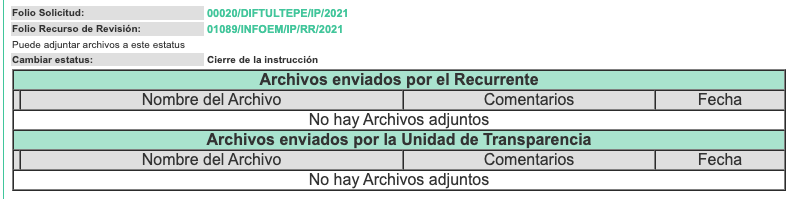 Folio Solicitud: 00020/DIFTULTEPE/IP/2021
Folio Recurso de Revisión: 01089/INFOEM/IP/RR/2021
Puede adjuntar archivos a este estatus
Cambiar estatus: Cierre de la instrucción
Archivos enviados por el Recurrente
Nombre del Archivo Comentarios Fecha
No hay Archivos adjuntos
Archivos enviados por la Unidad de Transparencia
Nombre del Archivo Comentarios Fecha
No hay Archivos adjuntos